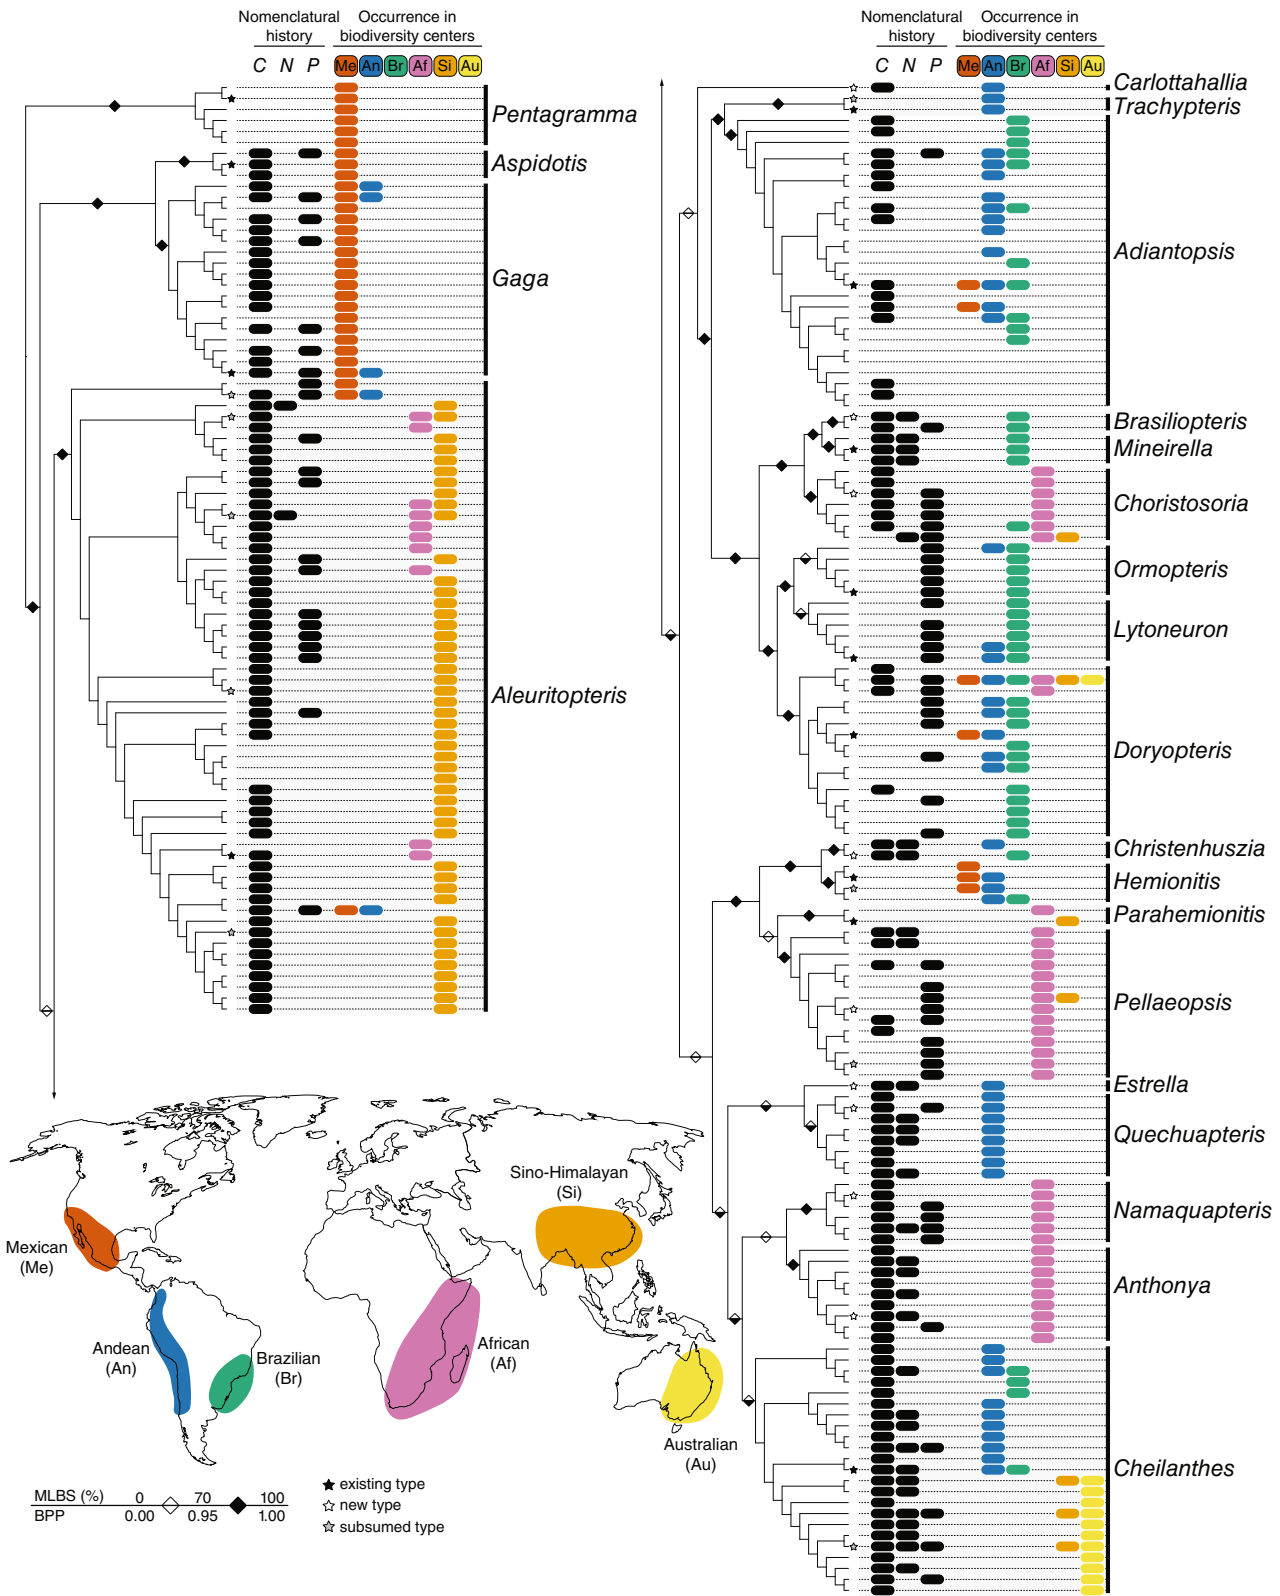 Nomenclatural
history
Occurrence in
biodiversity centers
C N P Me An Br Af Si Au
Pentagramma
Aspidotis
Gaga
Aleuritopteris
Nomenclatural
history
Occurrence in
biodiversity centers
C N P Me An Br Af Si Au
Carlottahallia
Trachypteris
Adiantopsis
Brasiliopteris
Mineirella
Choristosoria
Ormopteris
Lytoneuron
Doryopteris
Christenhuszia
Hemionitis
Parahemionitis
Pellaeopsis
Estrella
Quechuapteris
Namaquapteris
Anthonya
Cheilanthes
Mexican
(Me)
Andean
(An)
Brazilian
(Br)
African
(Af)
Sino-Himalayan
(Si)
Australian
(Au)
MLBS (%) 0 70 100
BPP 0.00 0.95 1.00
existing type
new type
subsumed type